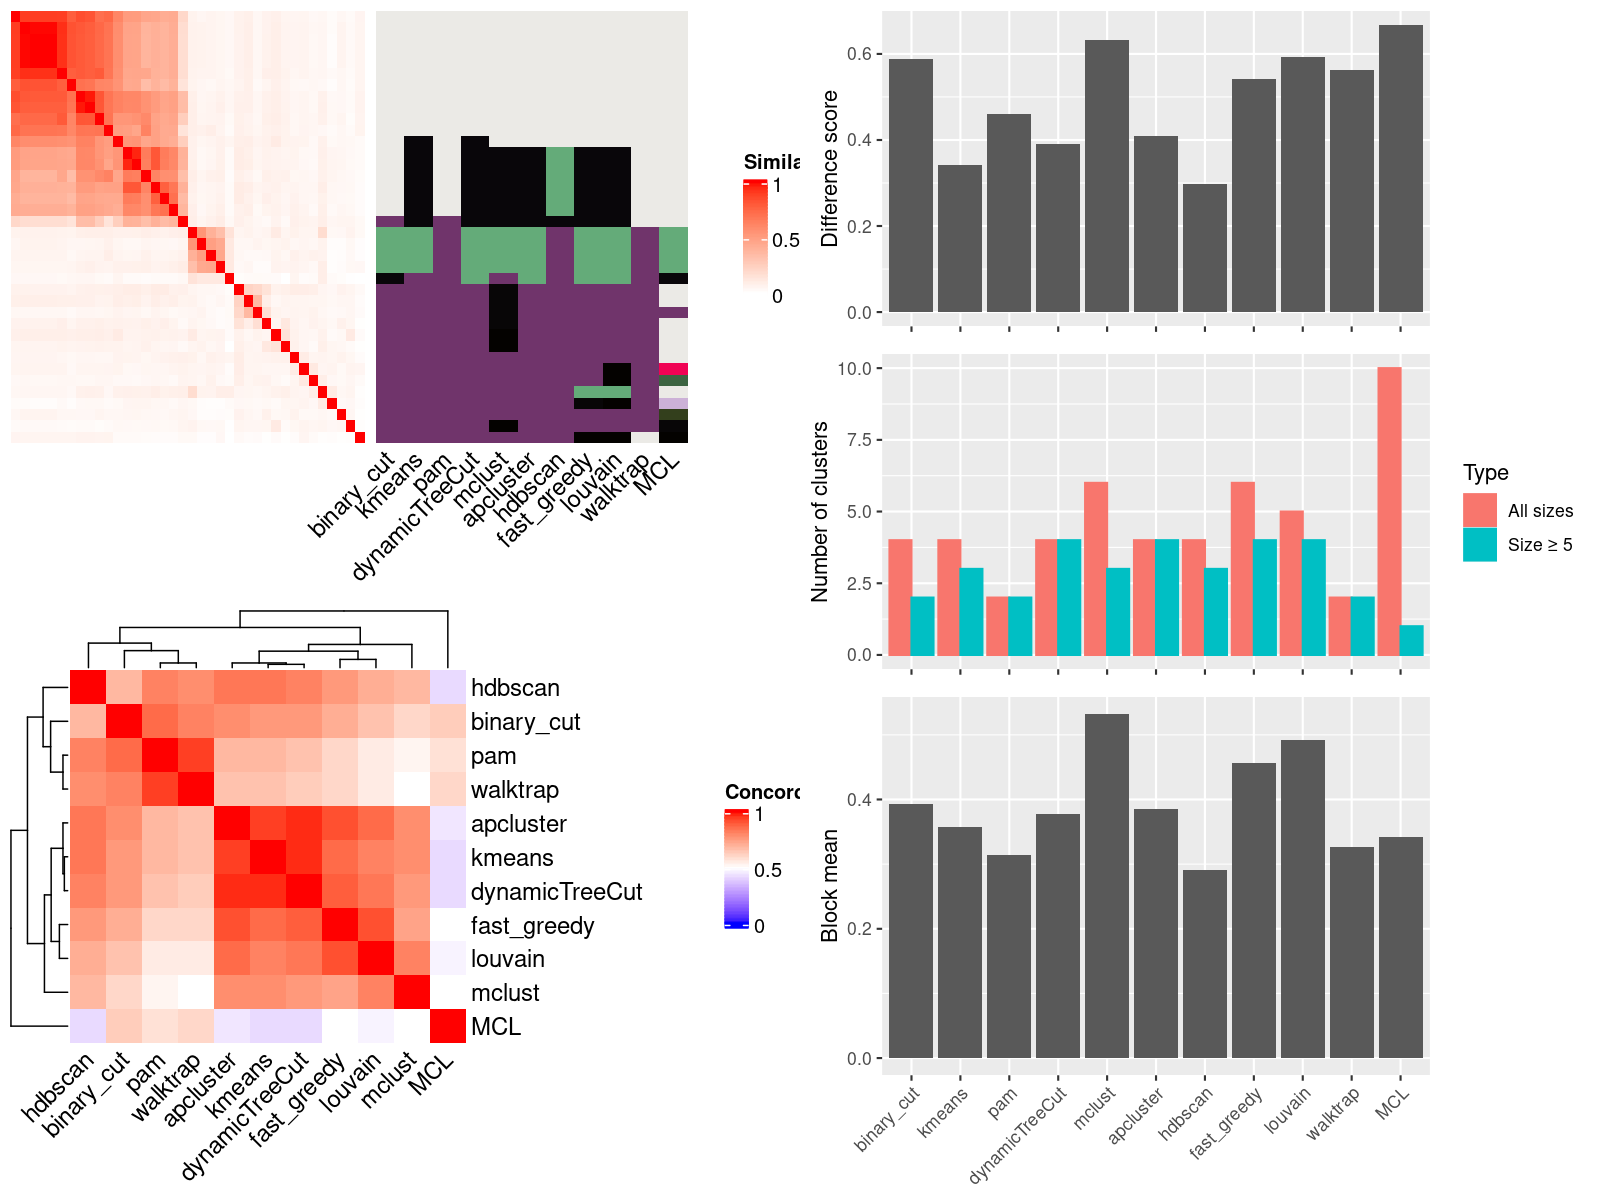 Simila
1
0.5
0
binary_cut
kmeans
pam
dynamicTreeCut
mclust
apcluster
hdbscan
fast_greedy
louvain
walktrap
MCL
Difference score
0.6
0.4
0.2
0.0
Number of clusters
10.0
7.5
5.0
2.5
0.0
Type
All sizes
Size ≥ 5
hdbscan
binary_cut
pam
walktrap
apcluster
kmeans
dynamicTreeCut
fast_greedy
louvain
mclust
MCL
hdbscan
binary_cut
pam
walktrap
apcluster
kmeans
dynamicTreeCut
fast_greedy
louvain
mclust
MCL
Concord
1
0.5
0
Block mean
0.4
0.2
0.0
binary_cut
kmeans
pam
dynamicTreeCut
mclust
apcluster
hdbscan
fast_greedy
louvain
walktrap
MCL